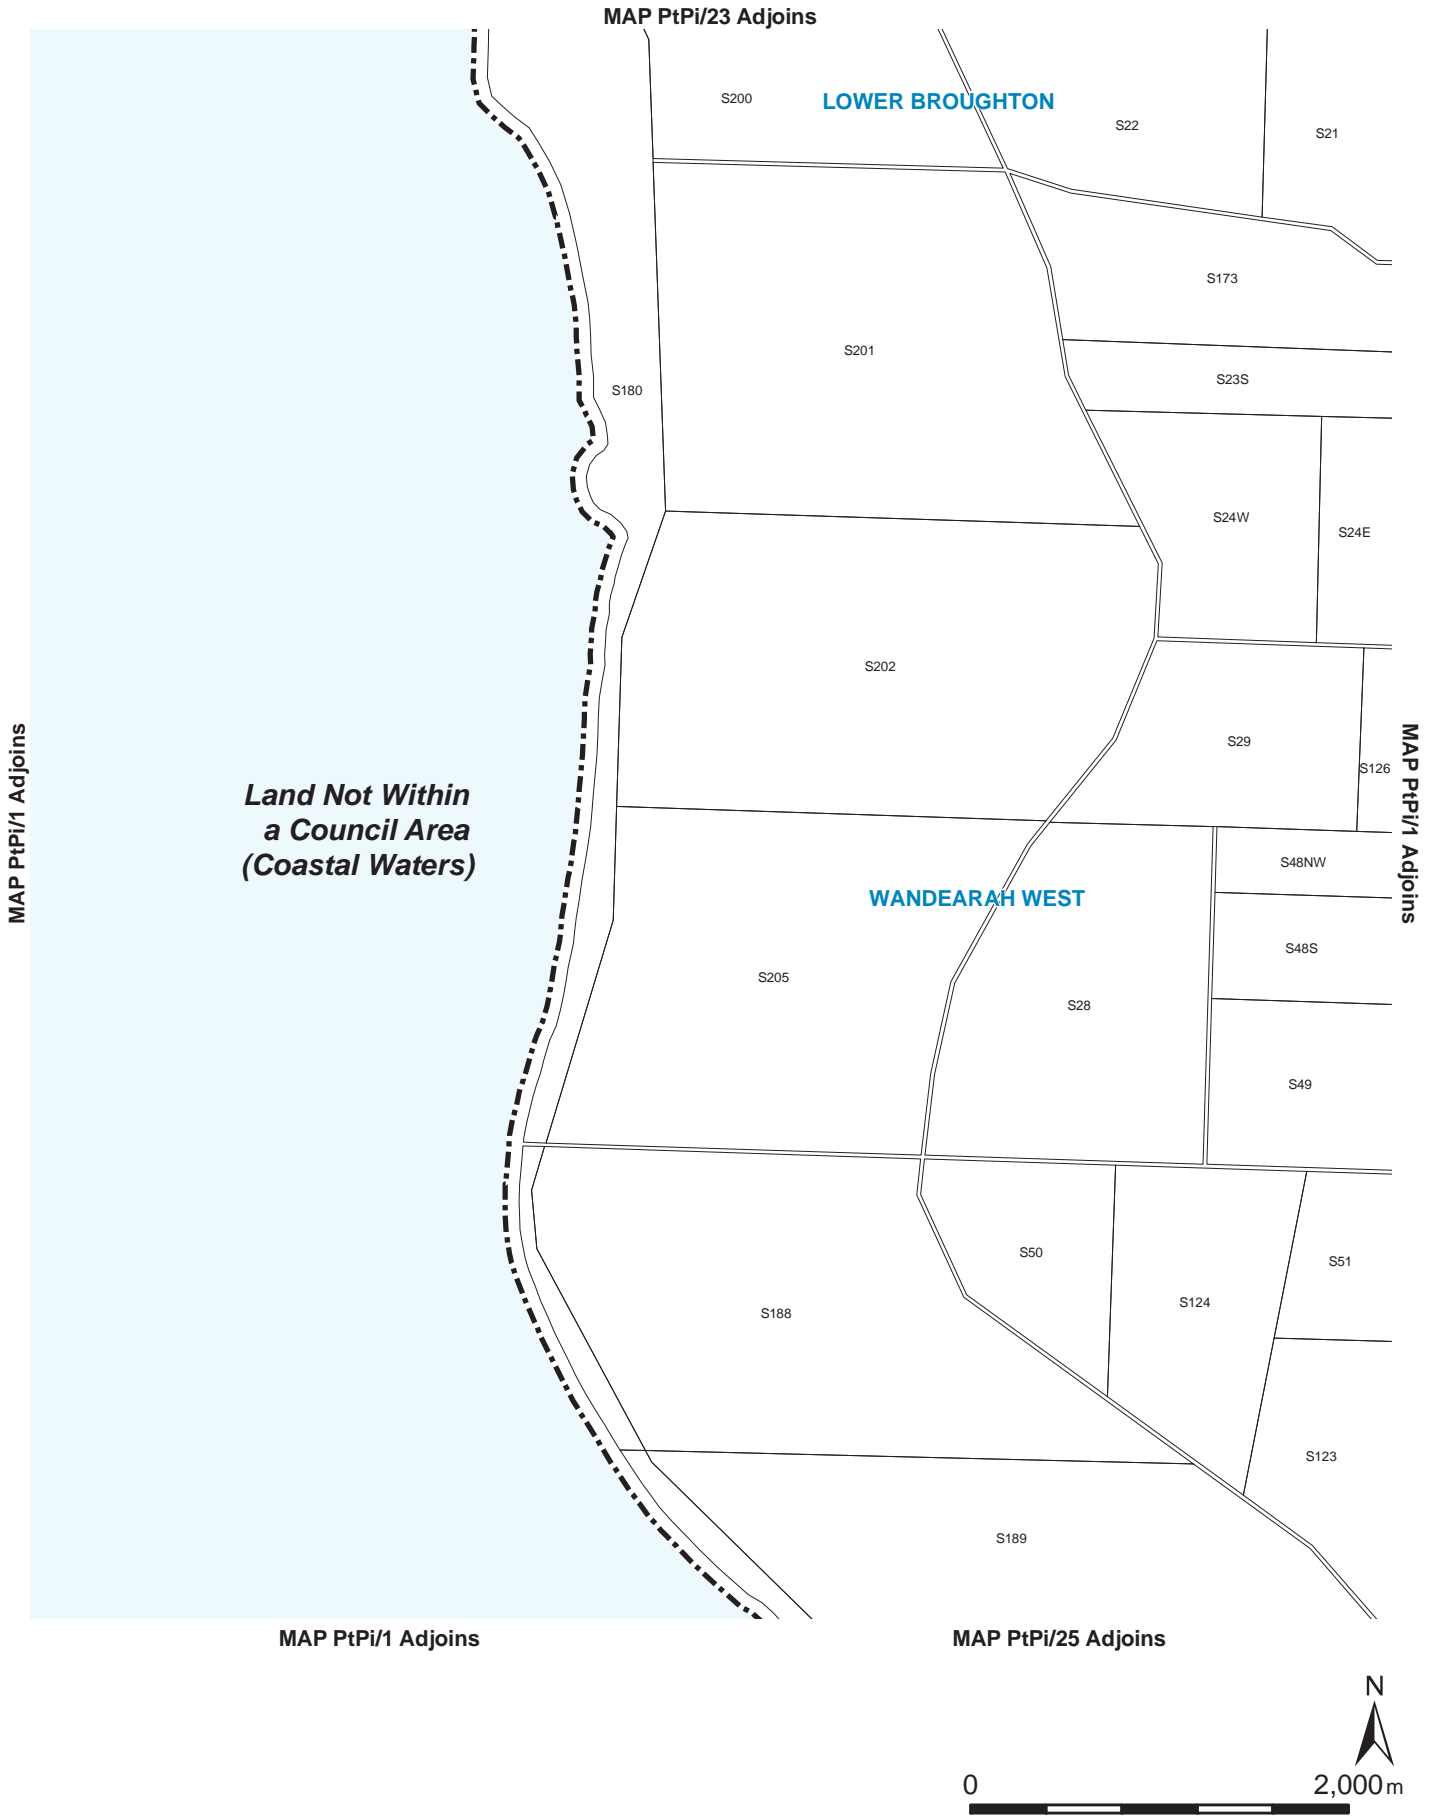 MAP PtPi/23 Adjoins
S200
LOWER BROUGHTON
S22
S21
S173
S201
S23S
S180
S24W
S24E
S202
S29
S126
MAP PtPi/1 Adjoins
MAP PtPi/1 Adjoins
Land Not Within
a Council Area
(Coastal Waters)
S48NW
WANDEARAH WEST
S48S
S205
S28
S49
S50
S51
S124
S188
S123
S189
MAP PtPi/1 Adjoins
MAP PtPi/25 Adjoins
N
0 2,000m